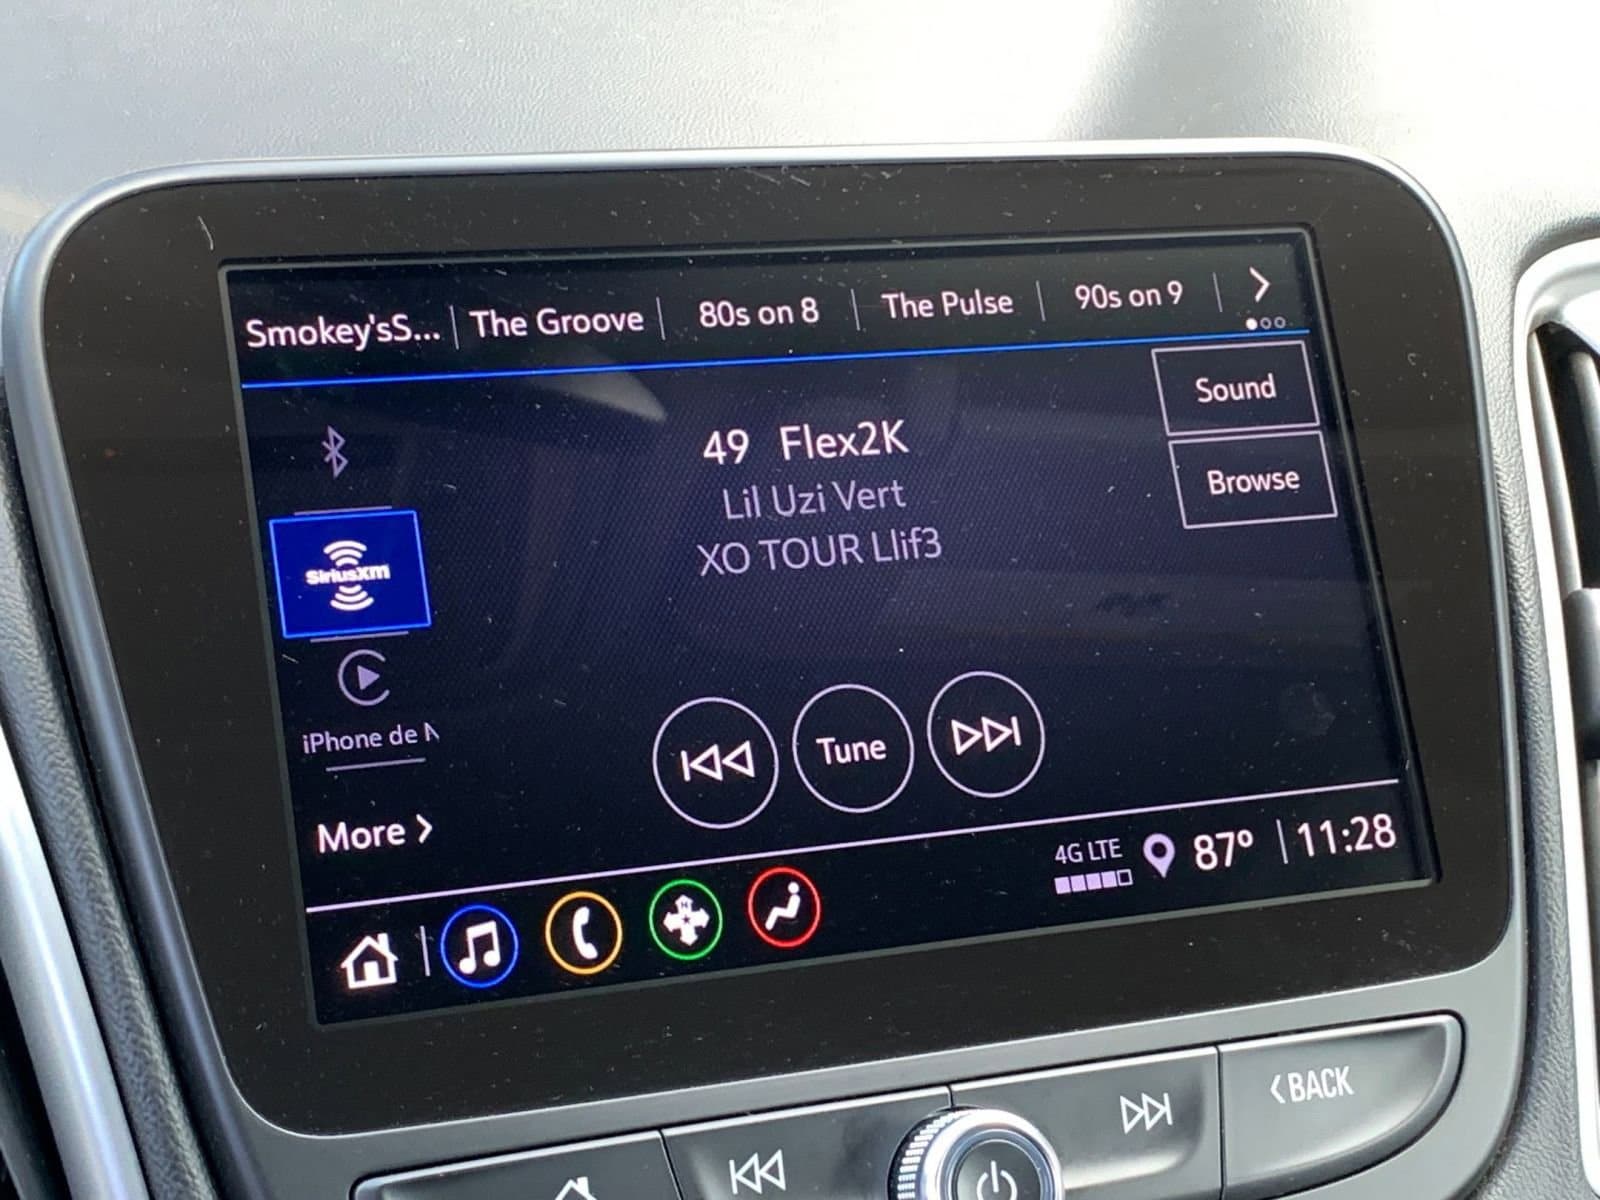 Smokey'sS... The Groove 80s on 8 The Pulse 90s on 9
Sound
49 Flex2K
Browse
Lil Uzi Vert
XO TOUR Llif3
SiriusXm
iPhone de
Tune
More
4G LTE 87° 11:28
N
BACK